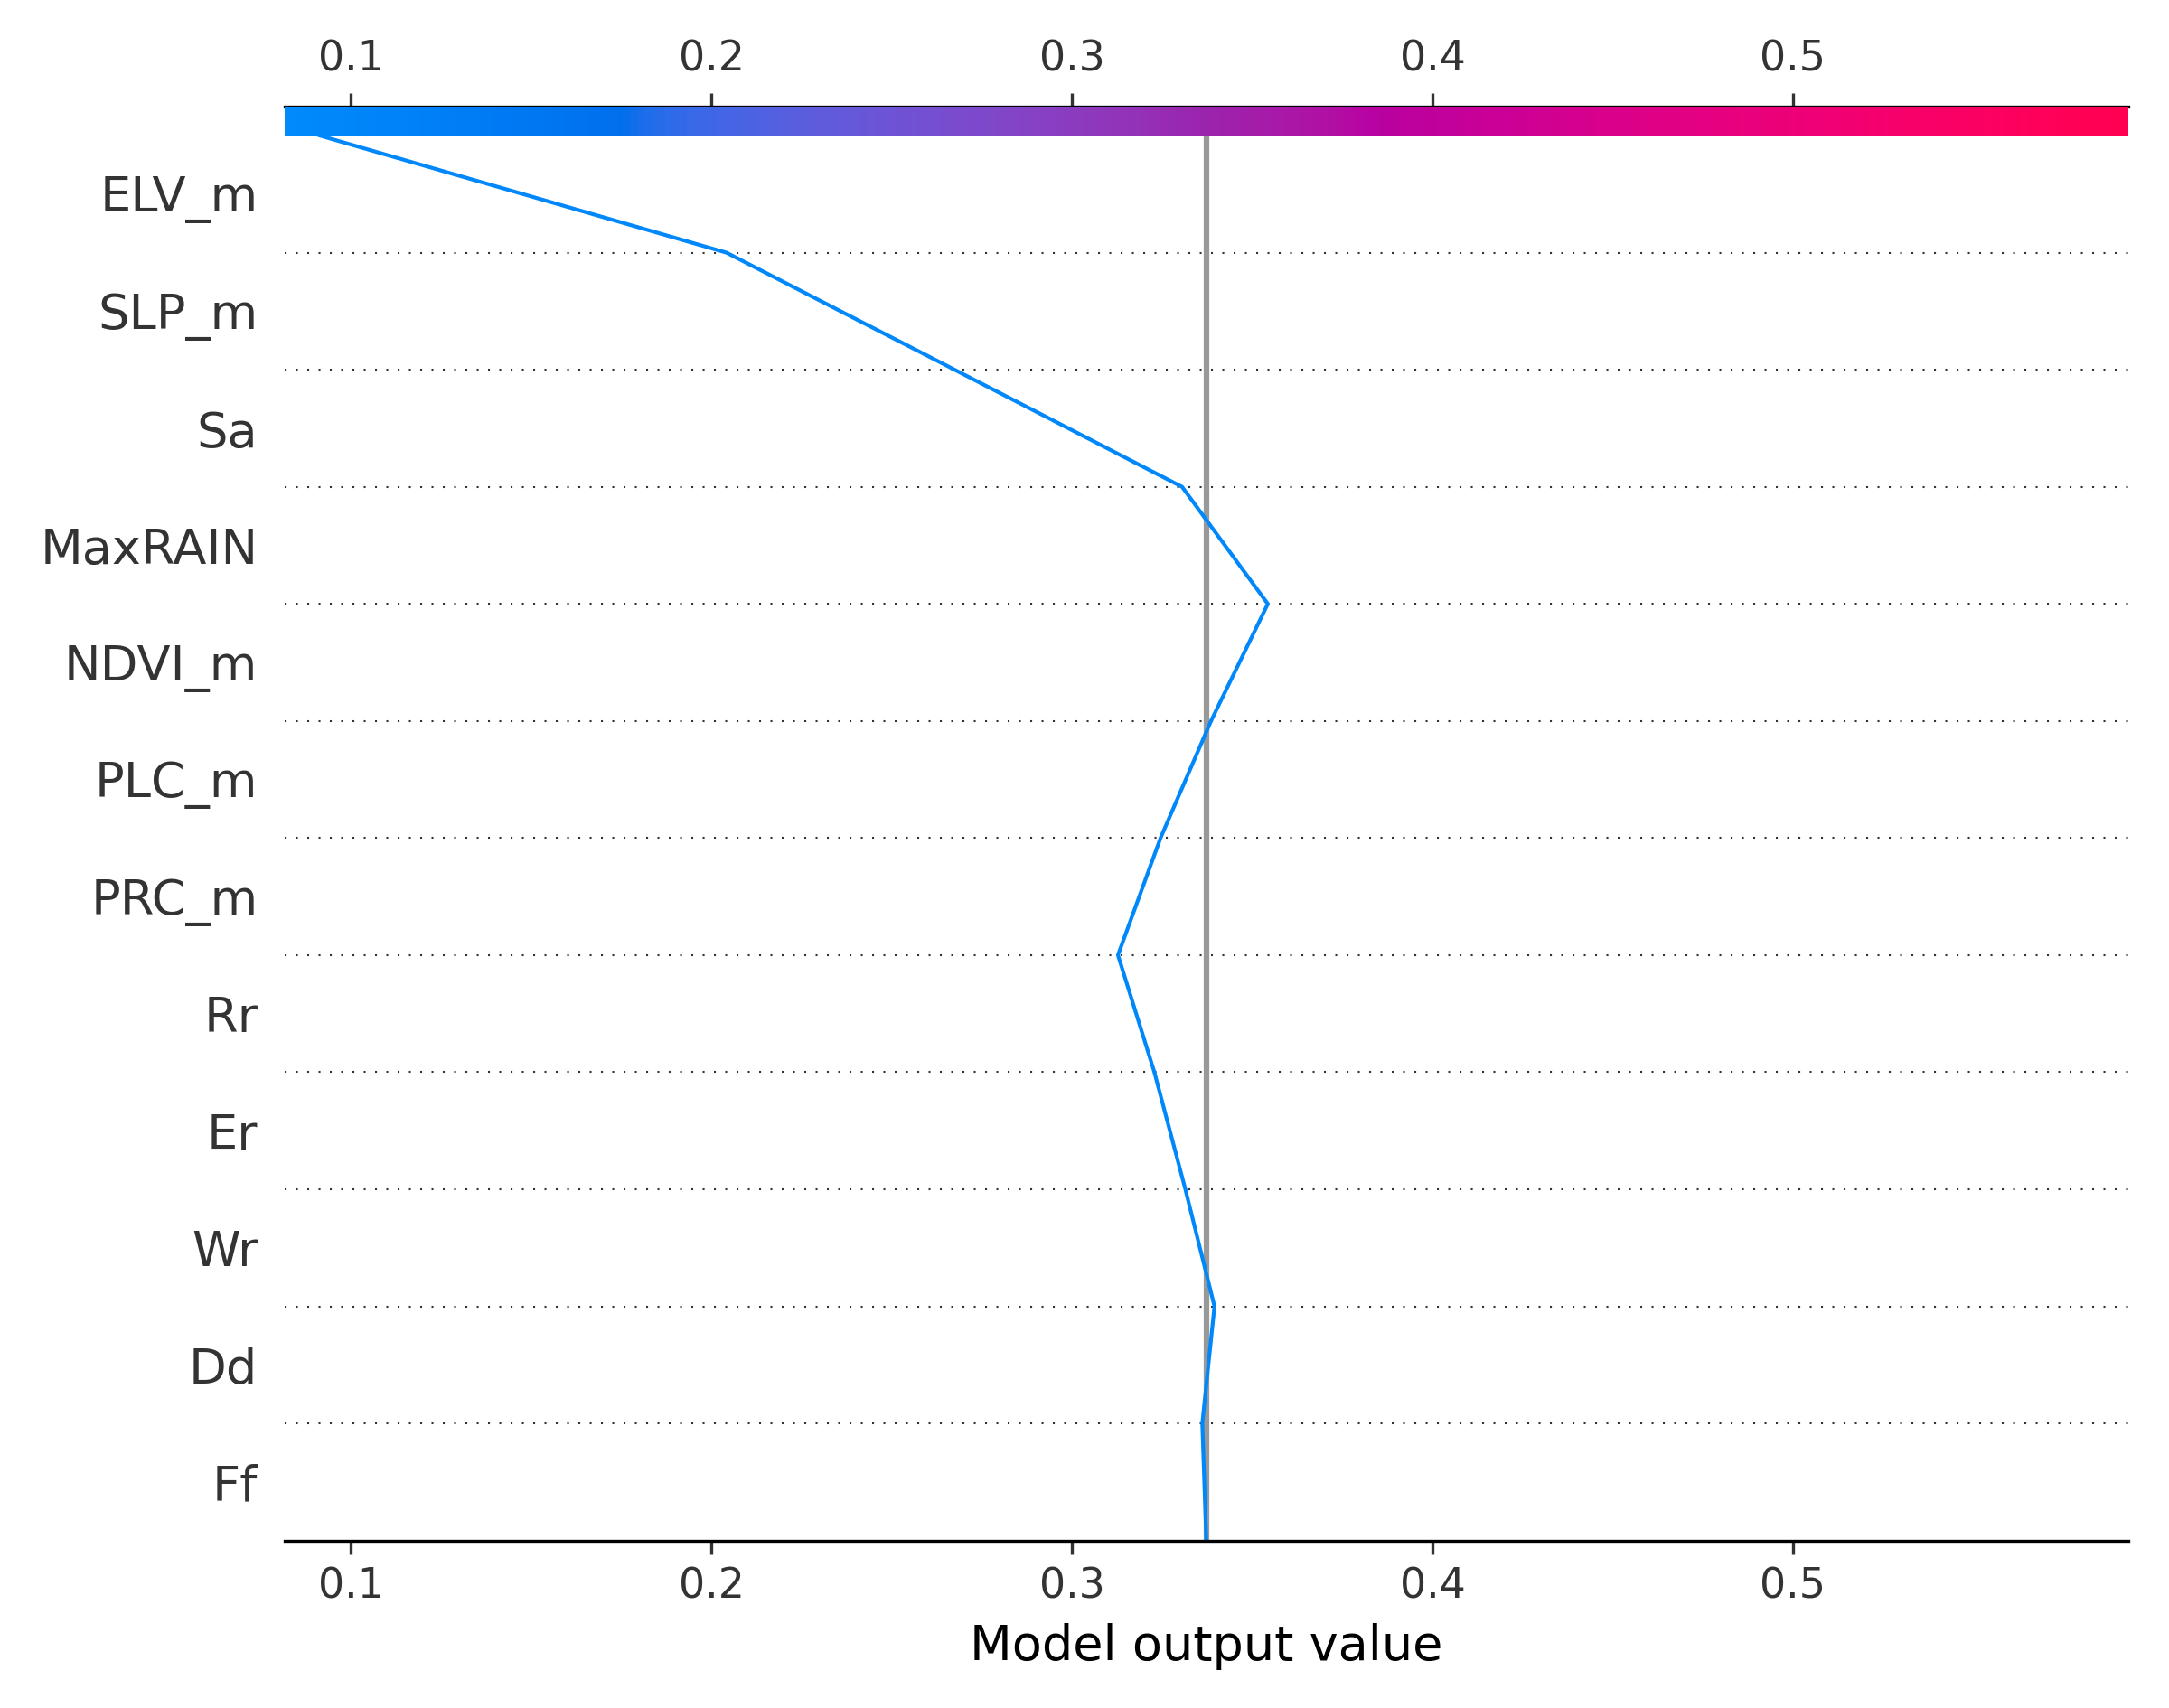 0.1 0.2 0.3 0.4 0.5
ELV_m
SLP_m
Sa
MaxRAIN
NDVI_m
PLC_m
PRC_m
Rr
Er
Wr
Dd
Ff
0.1 0.2 0.3 0.4 0.5
Model output value